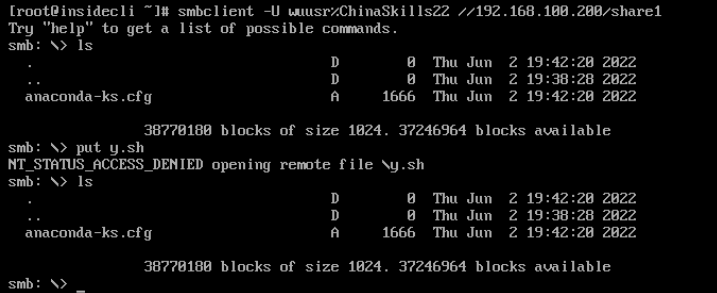 [root@insidecli ~]# smbclient -U wuusr%ChinaSkills22 //192.168.100.200/share1
Try "help" to get a list of possible commands.
smb: \> ls
  .                                   D        0  Thu Jun  2 19:42:20 2022
  ..                                  D        0  Thu Jun  2 19:38:28 2022
  anaconda-ks.cfg                     A     1666  Thu Jun  2 19:42:20 2022
                38770180 blocks of size 1024. 37246964 blocks available
smb: \> put y.sh
NT_STATUS_ACCESS_DENIED opening remote file \y.sh
smb: \> ls
  .                                   D        0  Thu Jun  2 19:42:20 2022
  ..                                  D        0  Thu Jun  2 19:38:28 2022
  anaconda-ks.cfg                     A     1666  Thu Jun  2 19:42:20 2022
                38770180 blocks of size 1024. 37246964 blocks available
smb: \> _